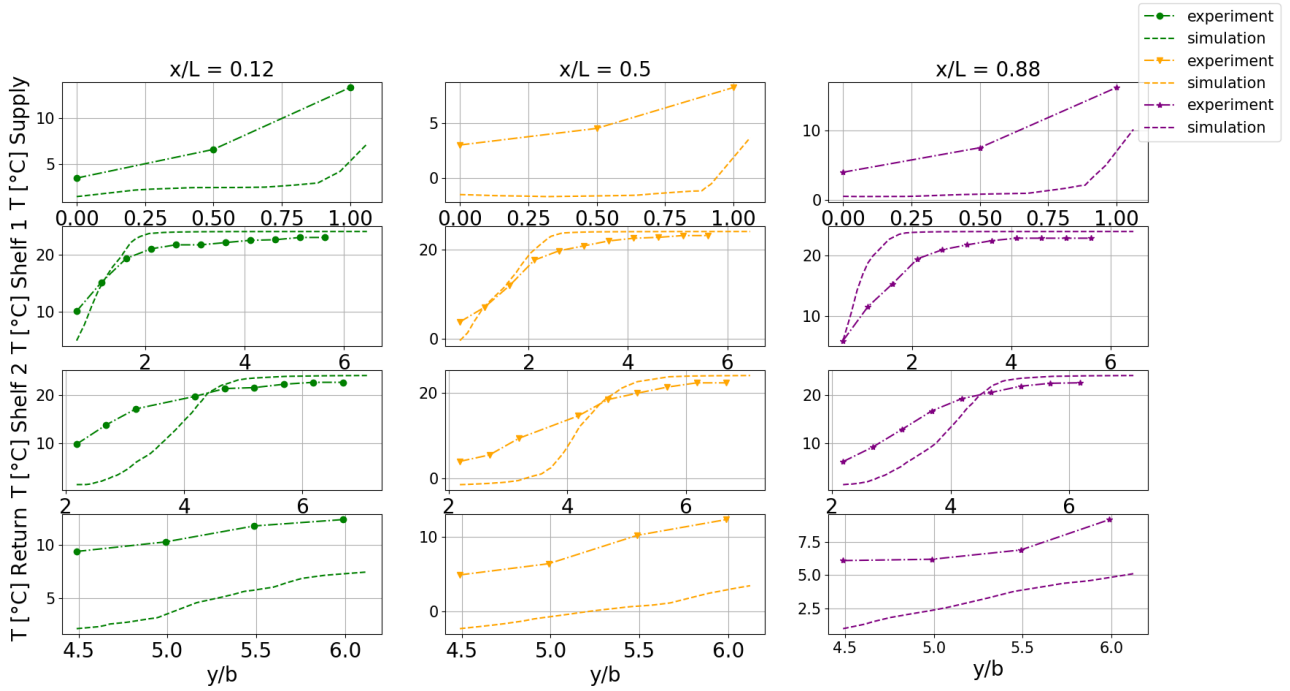 experiment
simulation
experiment
simulation
experiment
simulation
x/L = 0.12
x/L = 0.5
x/L = 0.88
T [°C] Supply
10
5
0.00 0.25 0.50 0.75 1.00
5
0
0.00 0.25 0.50 0.75 1.00
10
0
0.00 0.25 0.50 0.75 1.00
T [°C] Shelf 1
20
10
2 4 6
20
0
2 4 6
20
10
2 4 6
T [°C] Shelf 2
20
10
2 4 6
20
0
2 4 6
20
10
2 4 6
T [°C] Return
10
5
4.5 5.0 5.5 6.0
y/b
10
0
4.5 5.0 5.5 6.0
y/b
7.5
5.0
2.5
4.5 5.0 5.5 6.0
y/b